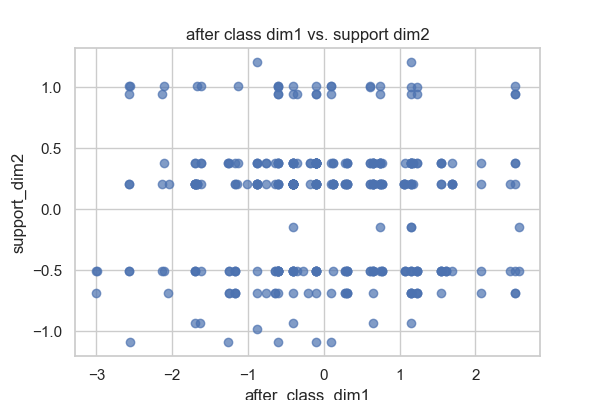 after class dim1 vs. support dim2
support_dim2
1.0
0.5
0.0
−0.5
−1.0
−3 −2 −1 0 1 2
after_class_dim1